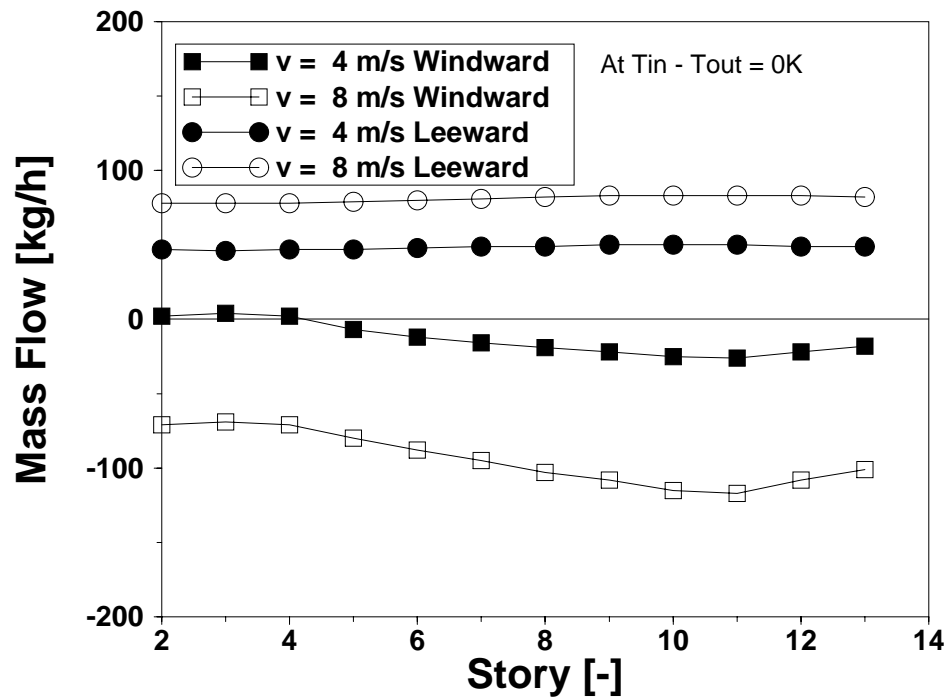 200
100
0
-100
-200
Mass Flow [kg/h]
v = 4 m/s Windward
v = 8 m/s Windward
v = 4 m/s Leeward
v = 8 m/s Leeward
At Tin - Tout = 0K
2 4 6 8 10 12 14
Story [-]